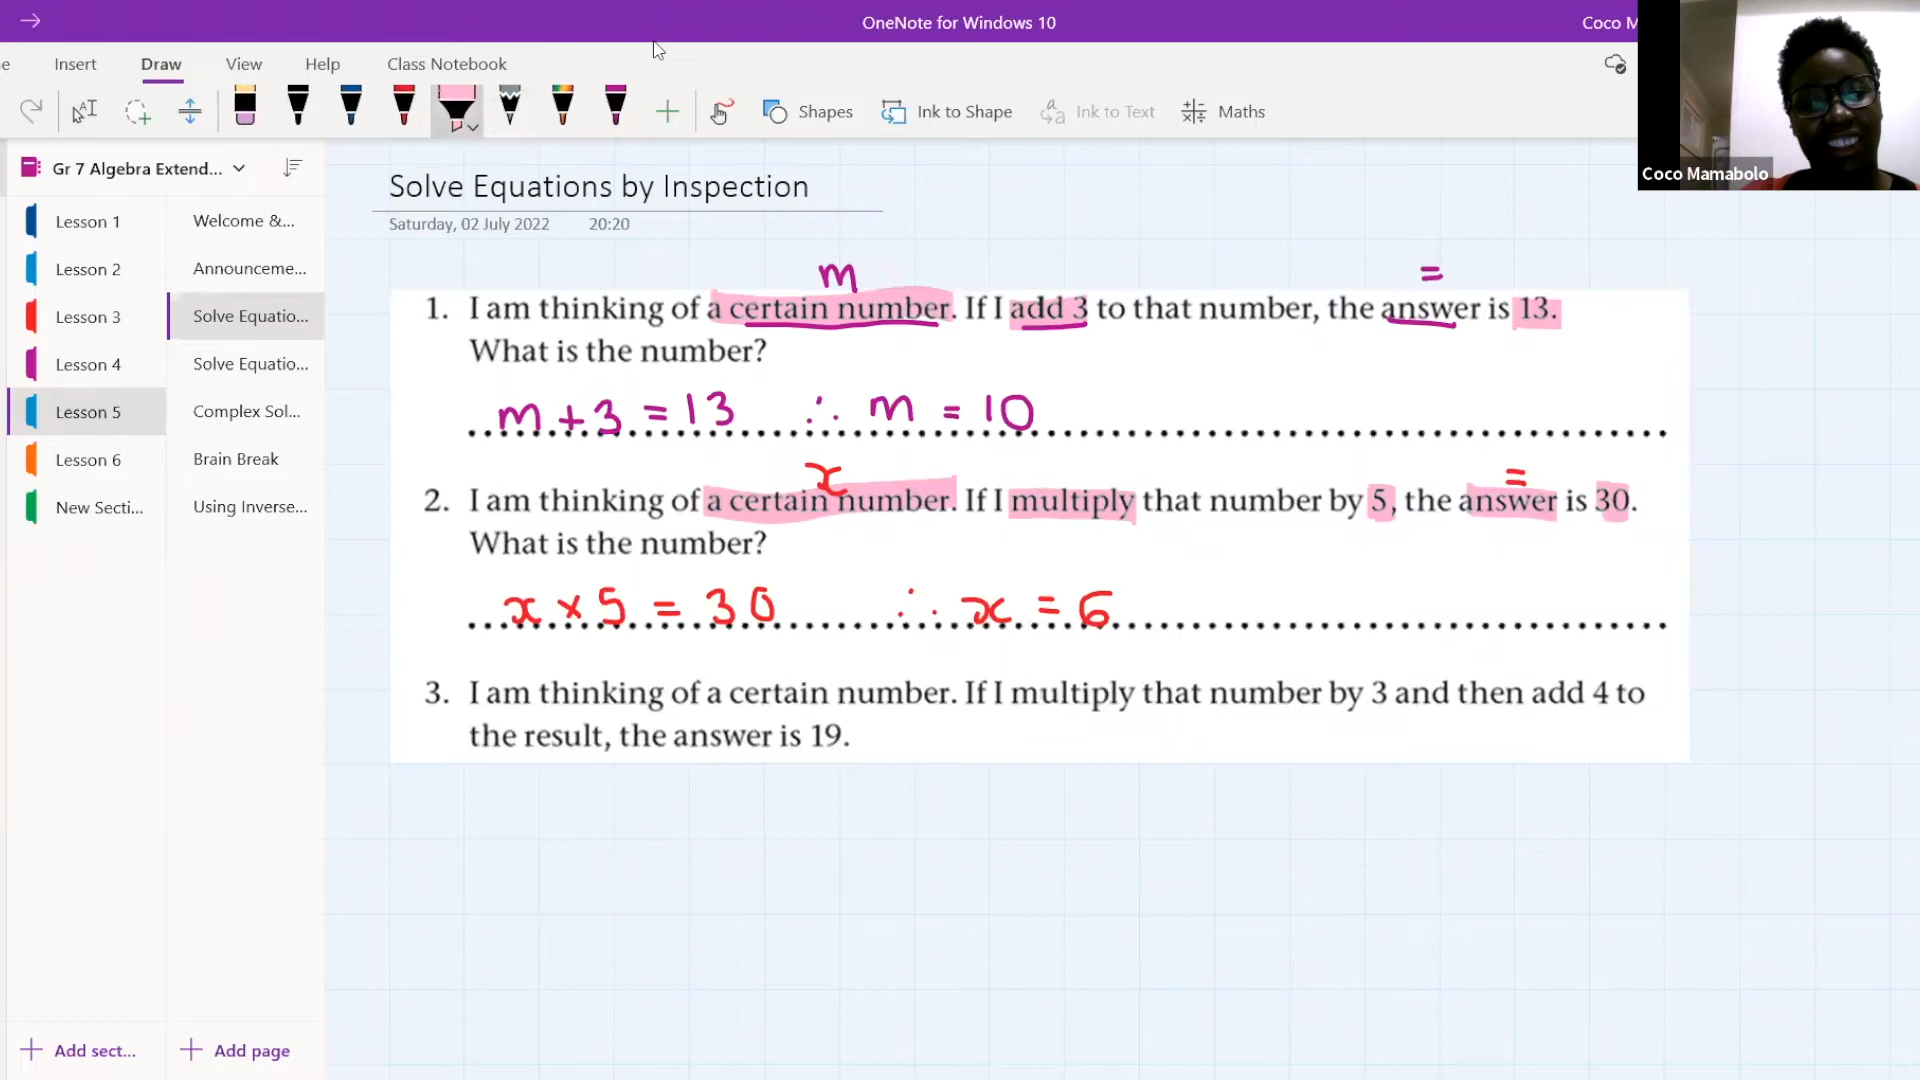 OneNote for Windows 10
Coco M
Insert Draw View Help Class Notebook
Shapes Ink to Shape Ink to Text Maths
Coco Mamabolo
Gr 7 Algebra Extend...
Lesson 1
Lesson 2
Lesson 3
Lesson 4
Lesson 5
Lesson 6
New Secti...
Welcome &...
Announceme...
Solve Equatio...
Solve Equatio...
Complex Sol...
Brain Break
Using Inverse...
Add sect...
Add page
Solve Equations by Inspection
Saturday, 02 July 2022 20:20
m =
1. I am thinking of a certain number. If I add 3 to that number, the answer is 13.
What is the number?
m + 3 = 13 ∴ m = 10
x =
2. I am thinking of a certain number. If I multiply that number by 5, the answer is 30.
What is the number?
x × 5 = 30 ∴ x = 6
3. I am thinking of a certain number. If I multiply that number by 3 and then add 4 to
the result, the answer is 19.